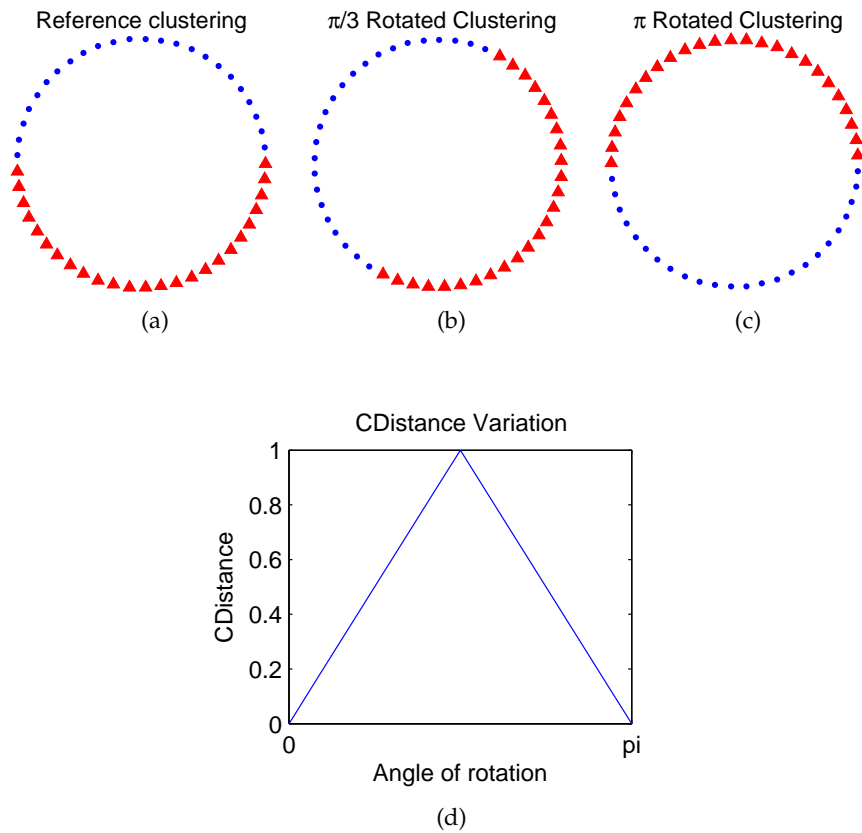 Reference clustering
π/3 Rotated Clustering
π Rotated Clustering
(a)
(b)
(c)
CDistance Variation
1
0.8
0.6
0.4
0.2
0
CDistance
0
pi
Angle of rotation
(d)